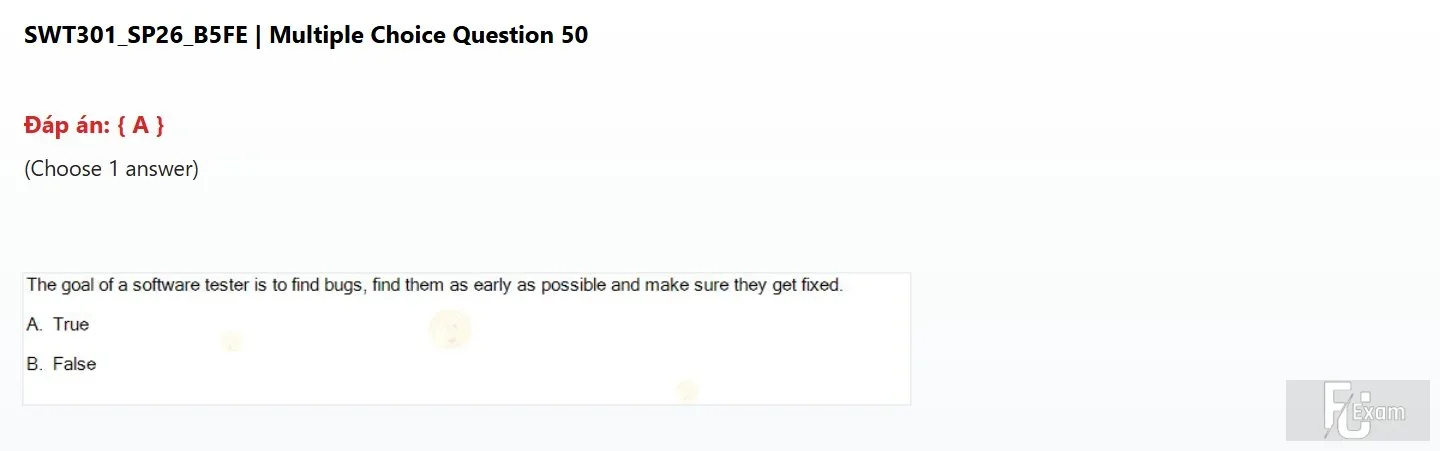 SWT301_SP26_B5FE | Multiple Choice Question 50
Đáp án: { A }
(Choose 1 answer)
The goal of a software tester is to find bugs, find them as early as possible and make sure they get fixed.
A. True
B. False
FU Exam